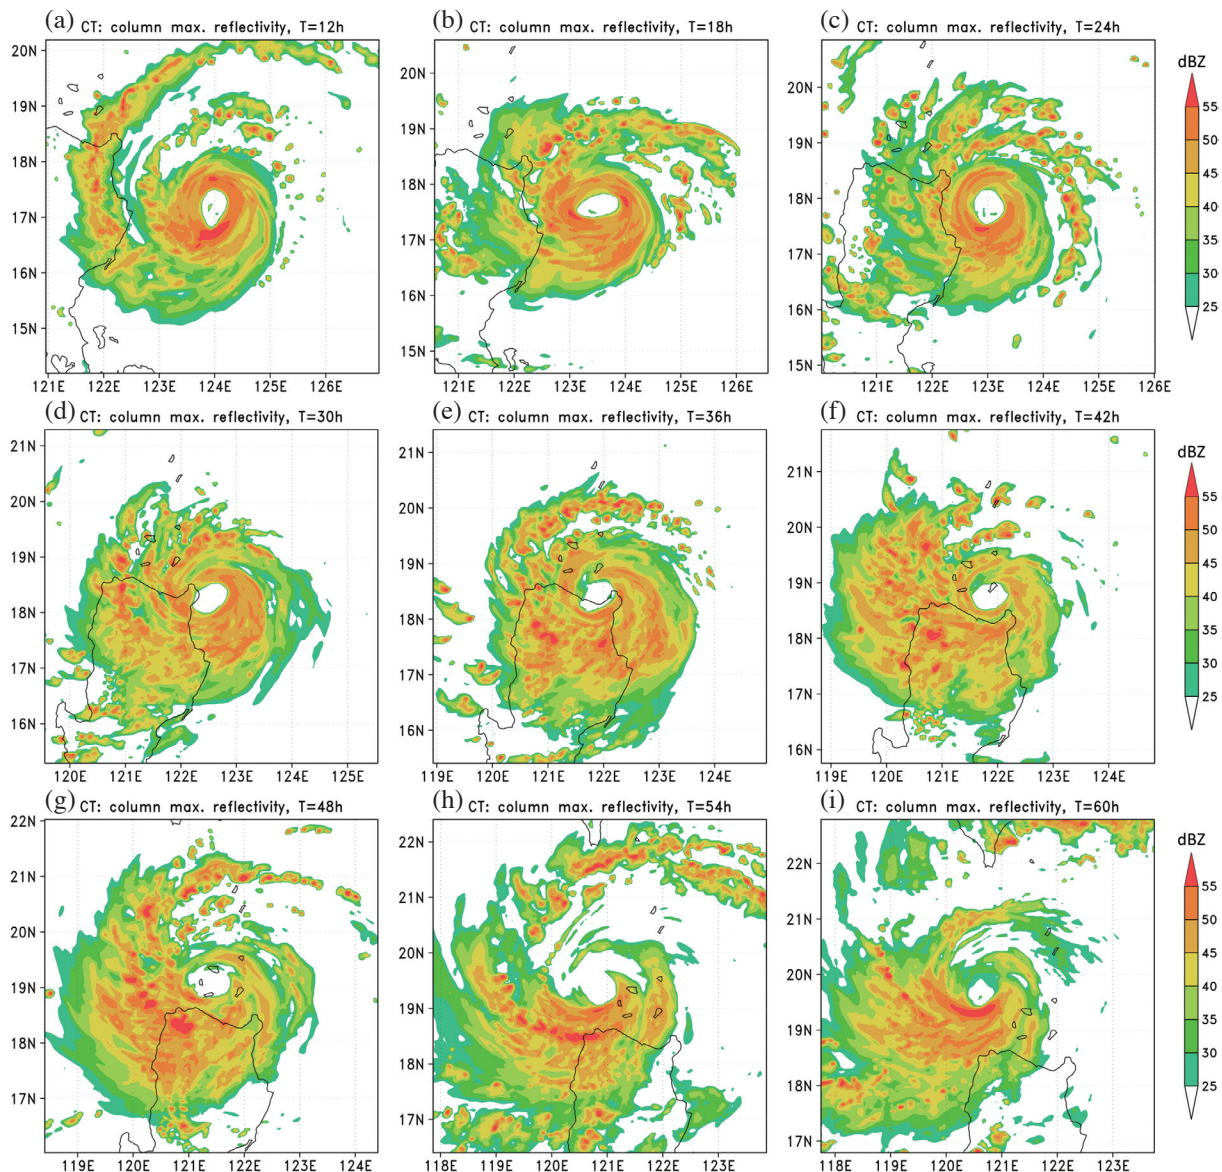 (a) CT: column max. reflectivity, T=12h
(b) CT: column max. reflectivity, T=18h
(c) CT: column max. reflectivity, T=24h
20N
19N
18N
17N
16N
15N
121E 122E 123E 124E 125E 126E
20N
19N
18N
17N
16N
15N
121E 122E 123E 124E 125E 126E
20N
19N
18N
17N
16N
15N
121E 122E 123E 124E 125E 126E
dBZ
55
50
45
40
35
30
25
(d) CT: column max. reflectivity, T=30h
(e) CT: column max. reflectivity, T=36h
(f) CT: column max. reflectivity, T=42h
21N
20N
19N
18N
17N
16N
120E 121E 122E 123E 124E 125E
21N
20N
19N
18N
17N
16N
119E 120E 121E 122E 123E 124E
21N
20N
19N
18N
17N
16N
119E 120E 121E 122E 123E 124E
dBZ
55
50
45
40
35
30
25
(g) CT: column max. reflectivity, T=48h
(h) CT: column max. reflectivity, T=54h
(i) CT: column max. reflectivity, T=60h
22N
21N
20N
19N
18N
17N
119E 120E 121E 122E 123E 124E
22N
21N
20N
19N
18N
17N
118E 119E 120E 121E 122E 123E
22N
21N
20N
19N
18N
17N
118E 119E 120E 121E 122E 123E
dBZ
55
50
45
40
35
30
25